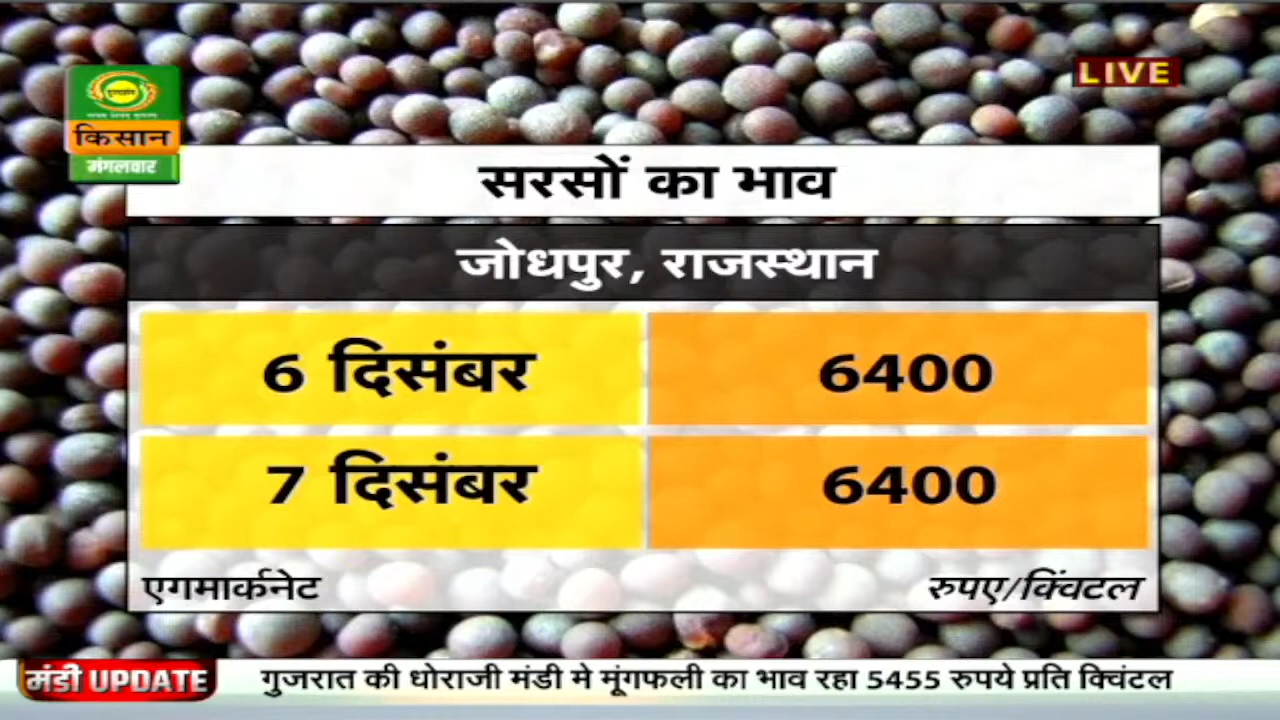 LIVE
किसान
मंगलवार
सरसों का भाव
जोधपुर, राजस्थान
6 दिसंबर 6400
7 दिसंबर 6400
एगमार्कनेट रुपए/क्विंटल
मंडी UPDATE गुजरात की धोराजी मंडी मे मूंगफली का भाव रहा 5455 रुपये प्रति क्विंटल